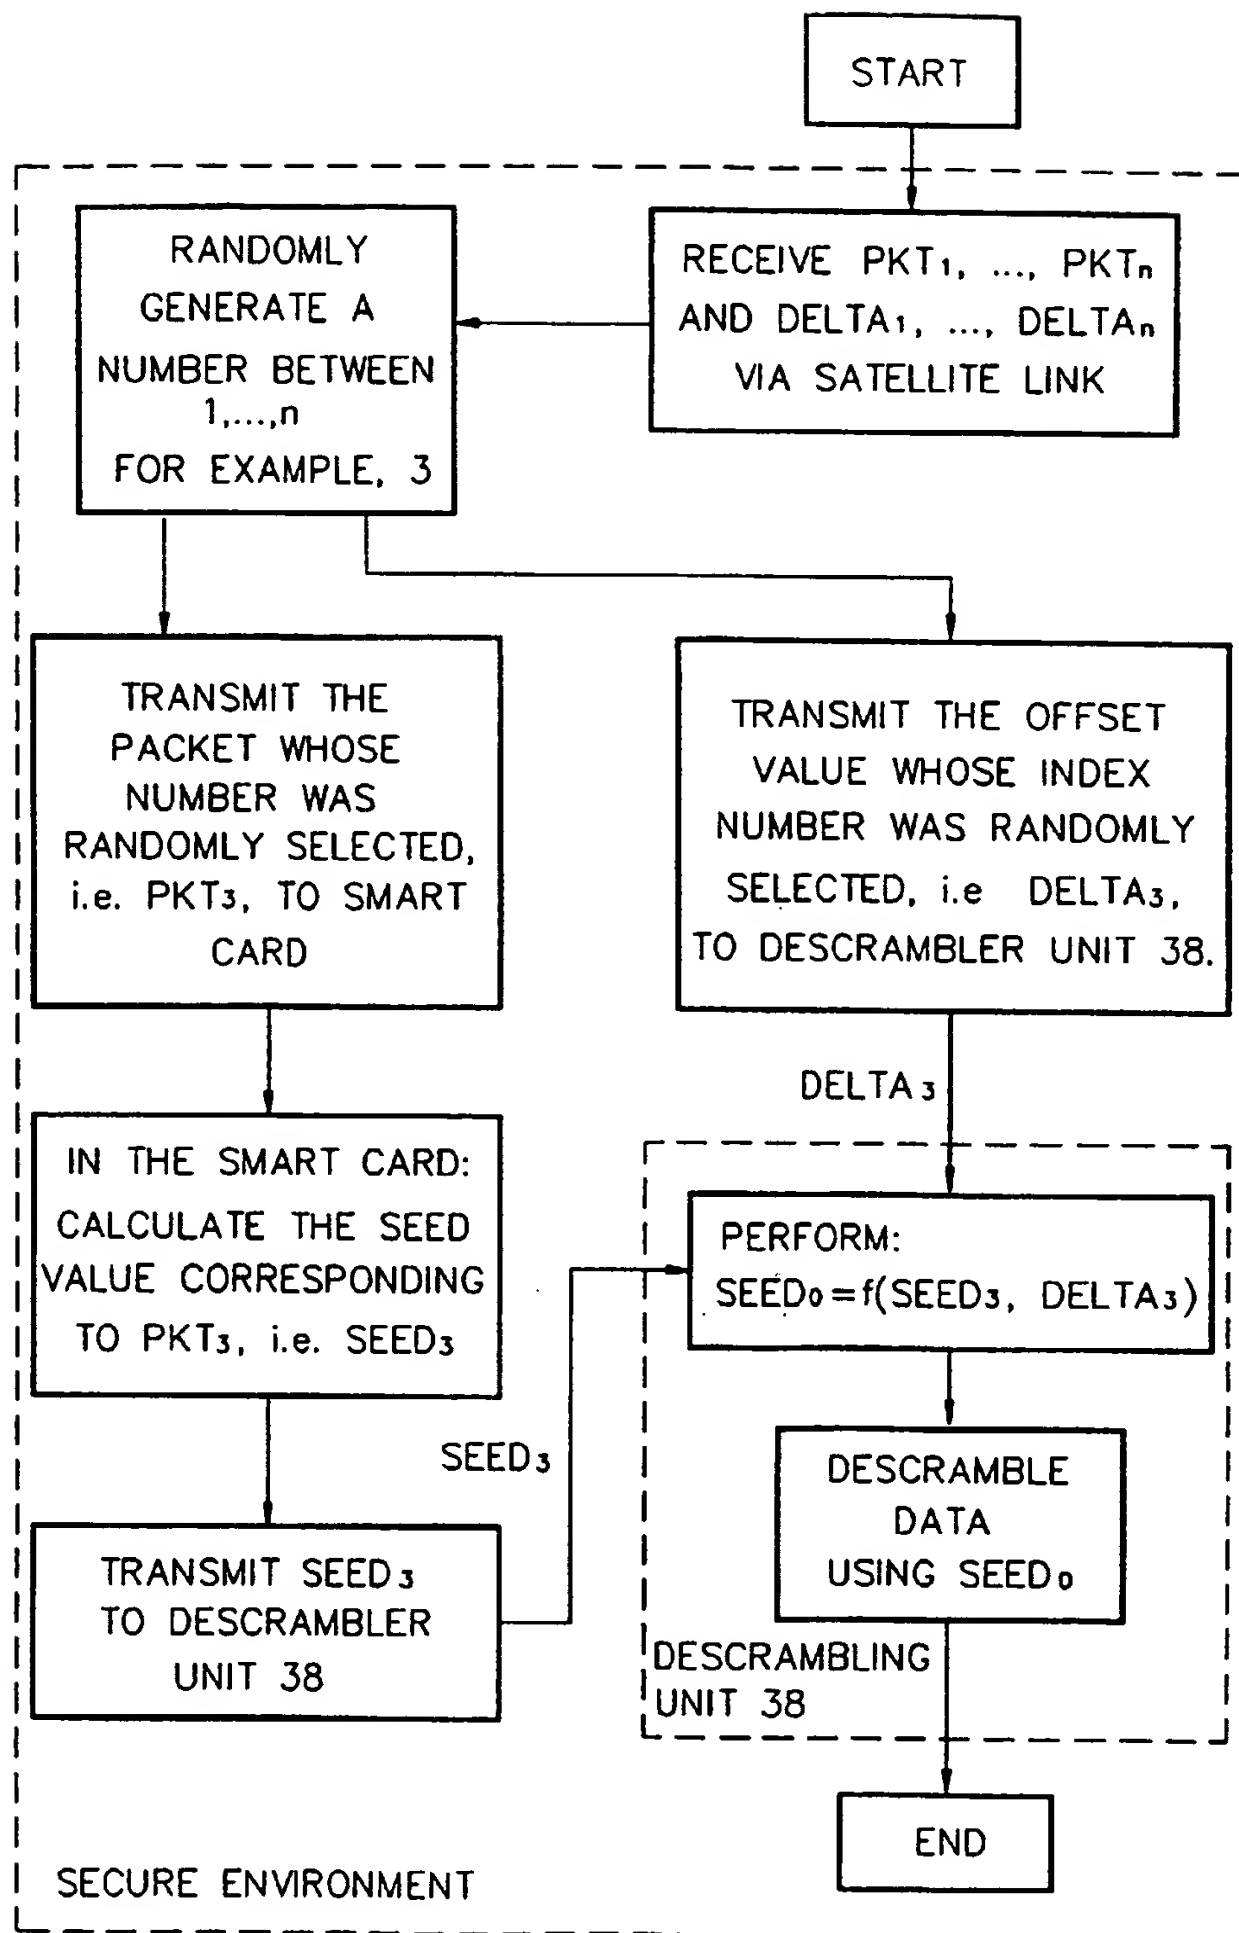 START
RECEIVE PKT₁, ..., PKTₙ
AND DELTA₁, ..., DELTAₙ
VIA SATELLITE LINK
RANDOMLY
GENERATE A
NUMBER BETWEEN
1,...,n
FOR EXAMPLE, 3
TRANSMIT THE
PACKET WHOSE
NUMBER WAS
RANDOMLY SELECTED,
i.e. PKT₃, TO SMART
CARD
TRANSMIT THE OFFSET
VALUE WHOSE INDEX
NUMBER WAS RANDOMLY
SELECTED, i.e DELTA₃,
TO DESCRAMBLER UNIT 38.
DELTA₃
IN THE SMART CARD:
CALCULATE THE SEED
VALUE CORRESPONDING
TO PKT₃, i.e. SEED₃
SEED₃
TRANSMIT SEED₃
TO DESCRAMBLER
UNIT 38
PERFORM:
SEED₀=f(SEED₃, DELTA₃)
DESCRAMBLE
DATA
USING SEED₀
DESCRAMBLING
UNIT 38
END
SECURE ENVIRONMENT